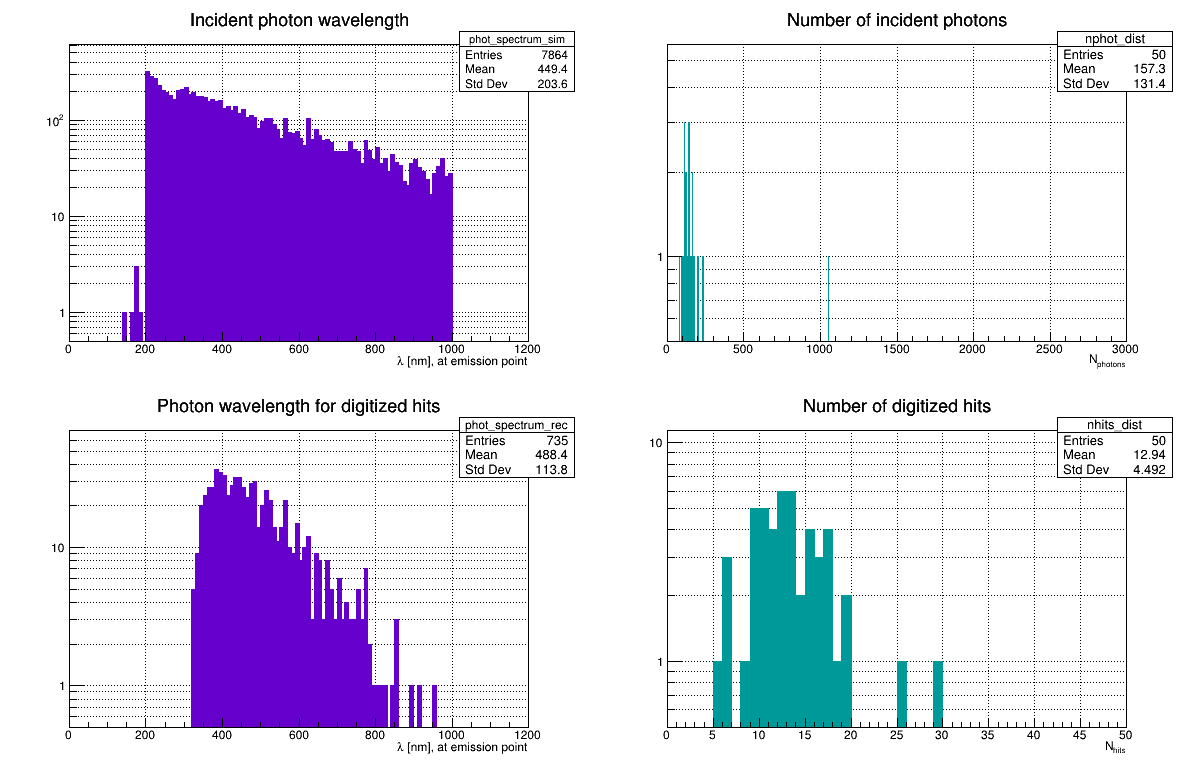 Incident photon wavelength
phot_spectrum_sim
Entries 7864
Mean 449.4
Std Dev 203.6
10²
10
1
0 200 400 600 800 1000 1200
λ [nm], at emission point
Number of incident photons
nphot_dist
Entries 50
Mean 157.3
Std Dev 131.4
1
0 500 1000 1500 2000 2500 3000
Nphotons
Photon wavelength for digitized hits
phot_spectrum_rec
Entries 735
Mean 488.4
Std Dev 113.8
10
1
0 200 400 600 800 1000 1200
λ [nm], at emission point
Number of digitized hits
nhits_dist
Entries 50
Mean 12.94
Std Dev 4.492
10
1
0 5 10 15 20 25 30 35 40 45 50
Nhits